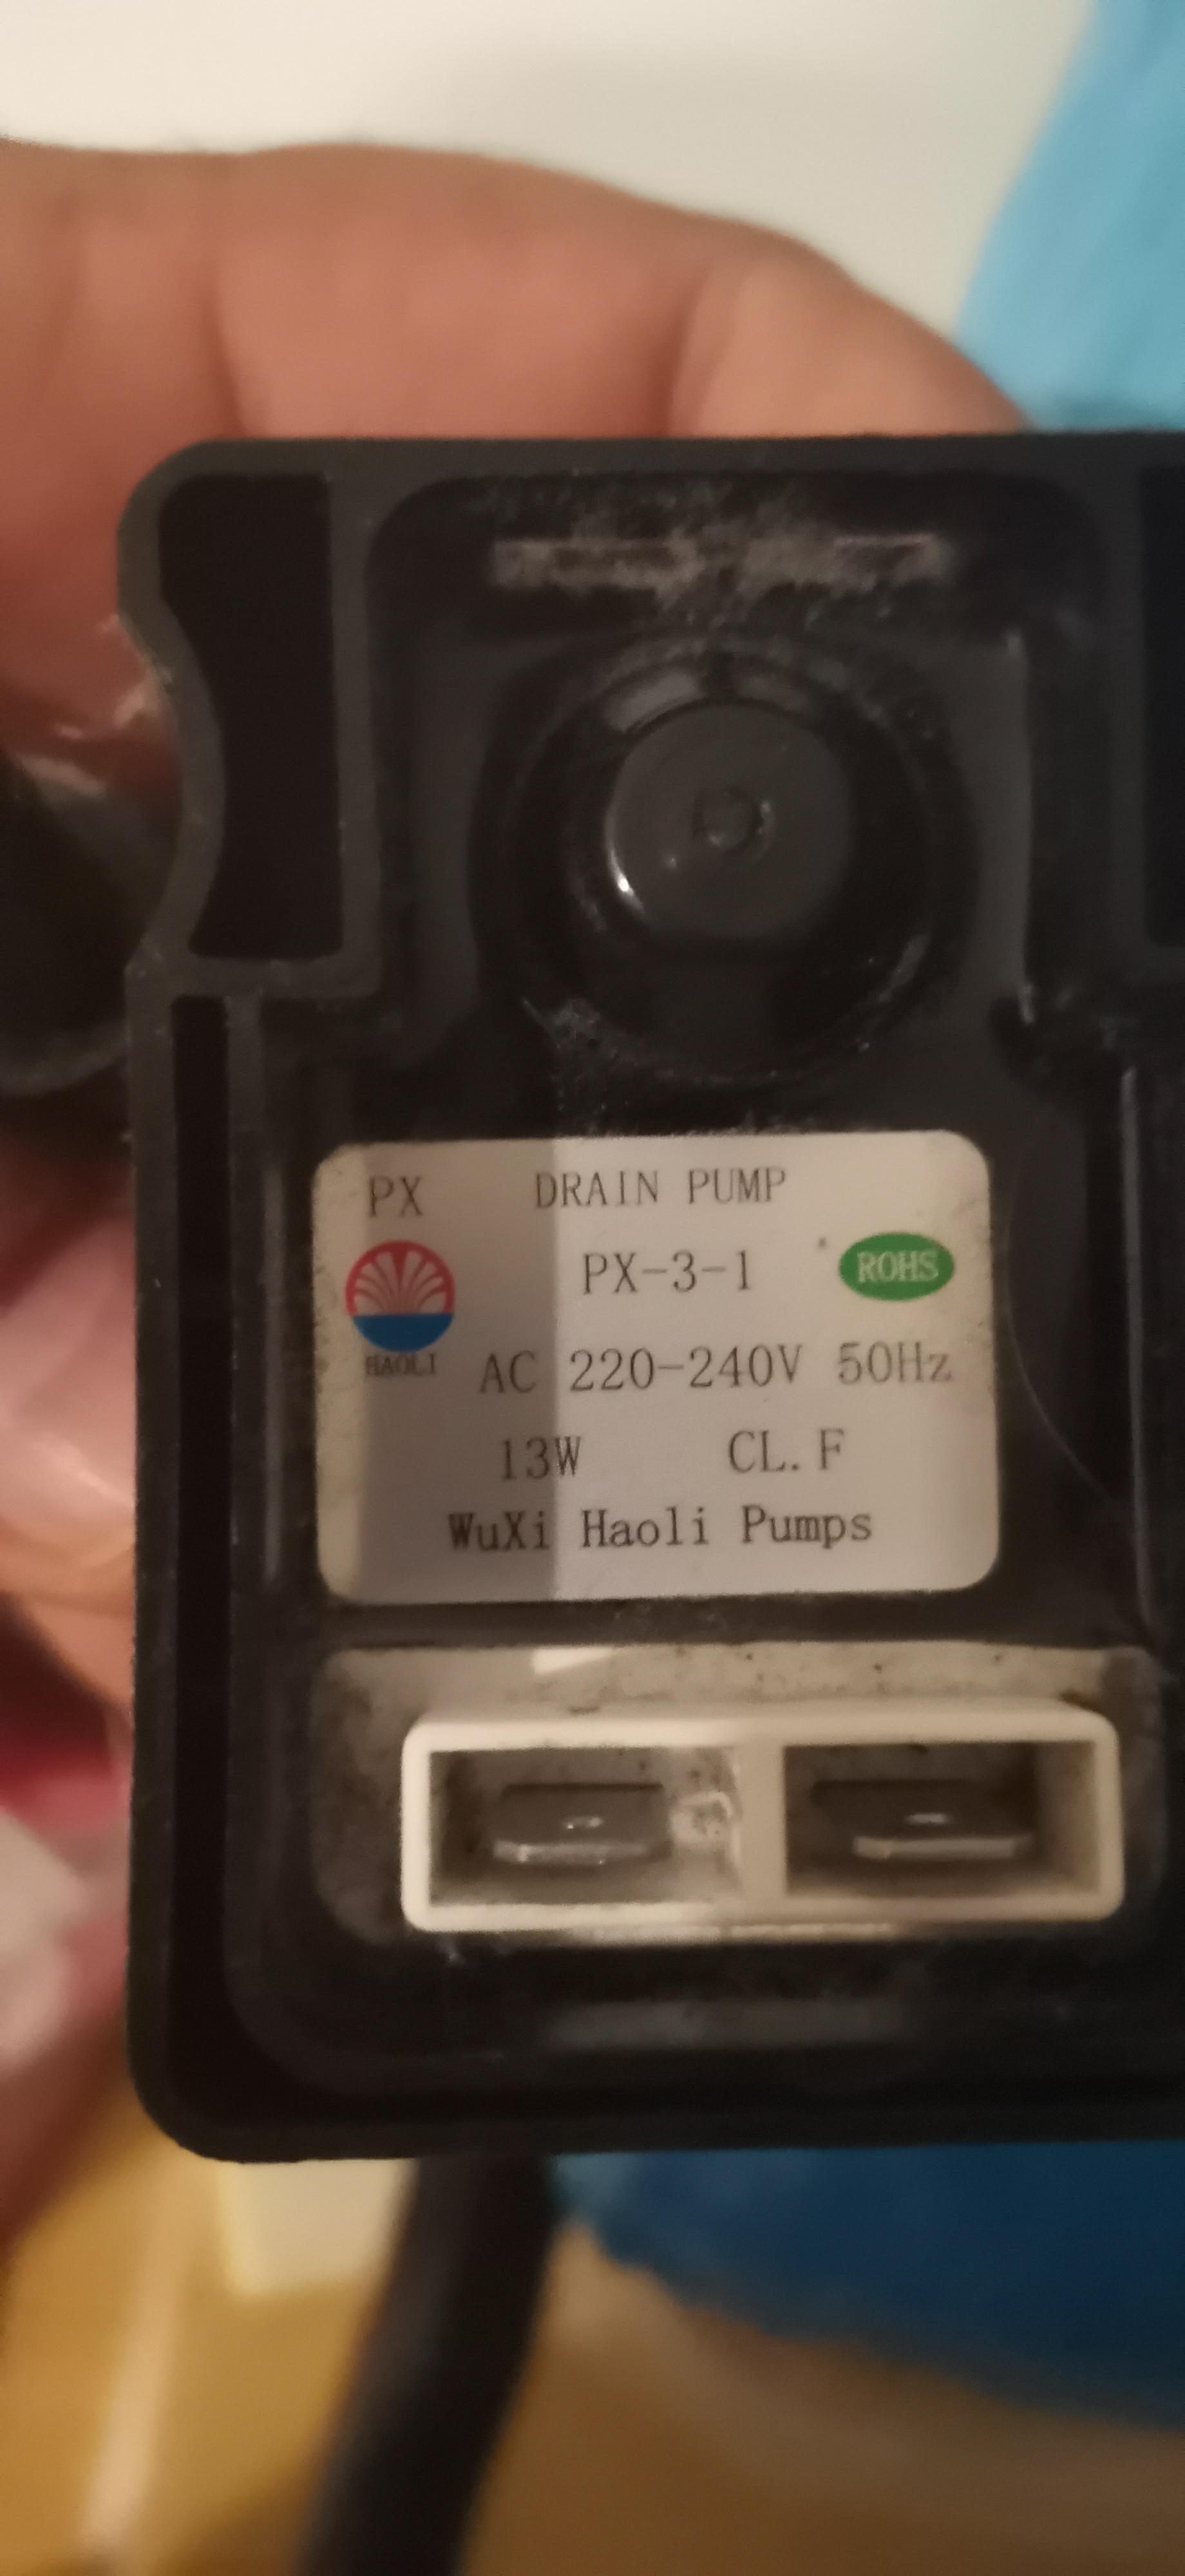 PX DRAIN PUMP
PX-3-1 ROHS
HAOLI AC 220-240V 50Hz
13W CL.F
WuXi Haoli Pumps